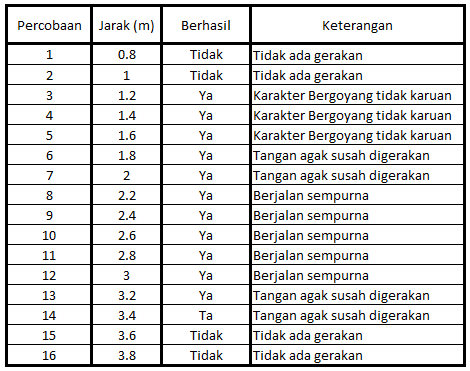 Percobaan Jarak (m) Berhasil Keterangan
1 0.8 Tidak Tidak ada gerakan
2 1 Tidak Tidak ada gerakan
3 1.2 Ya Karakter Bergoyang tidak karuan
4 1.4 Ya Karakter Bergoyang tidak karuan
5 1.6 Ya Karakter Bergoyang tidak karuan
6 1.8 Ya Tangan agak susah digerakan
7 2 Ya Tangan agak susah digerakan
8 2.2 Ya Berjalan sempurna
9 2.4 Ya Berjalan sempurna
10 2.6 Ya Berjalan sempurna
11 2.8 Ya Berjalan sempurna
12 3 Ya Berjalan sempurna
13 3.2 Ya Tangan agak susah digerakan
14 3.4 Ta Tangan agak susah digerakan
15 3.6 Tidak Tidak ada gerakan
16 3.8 Tidak Tidak ada gerakan